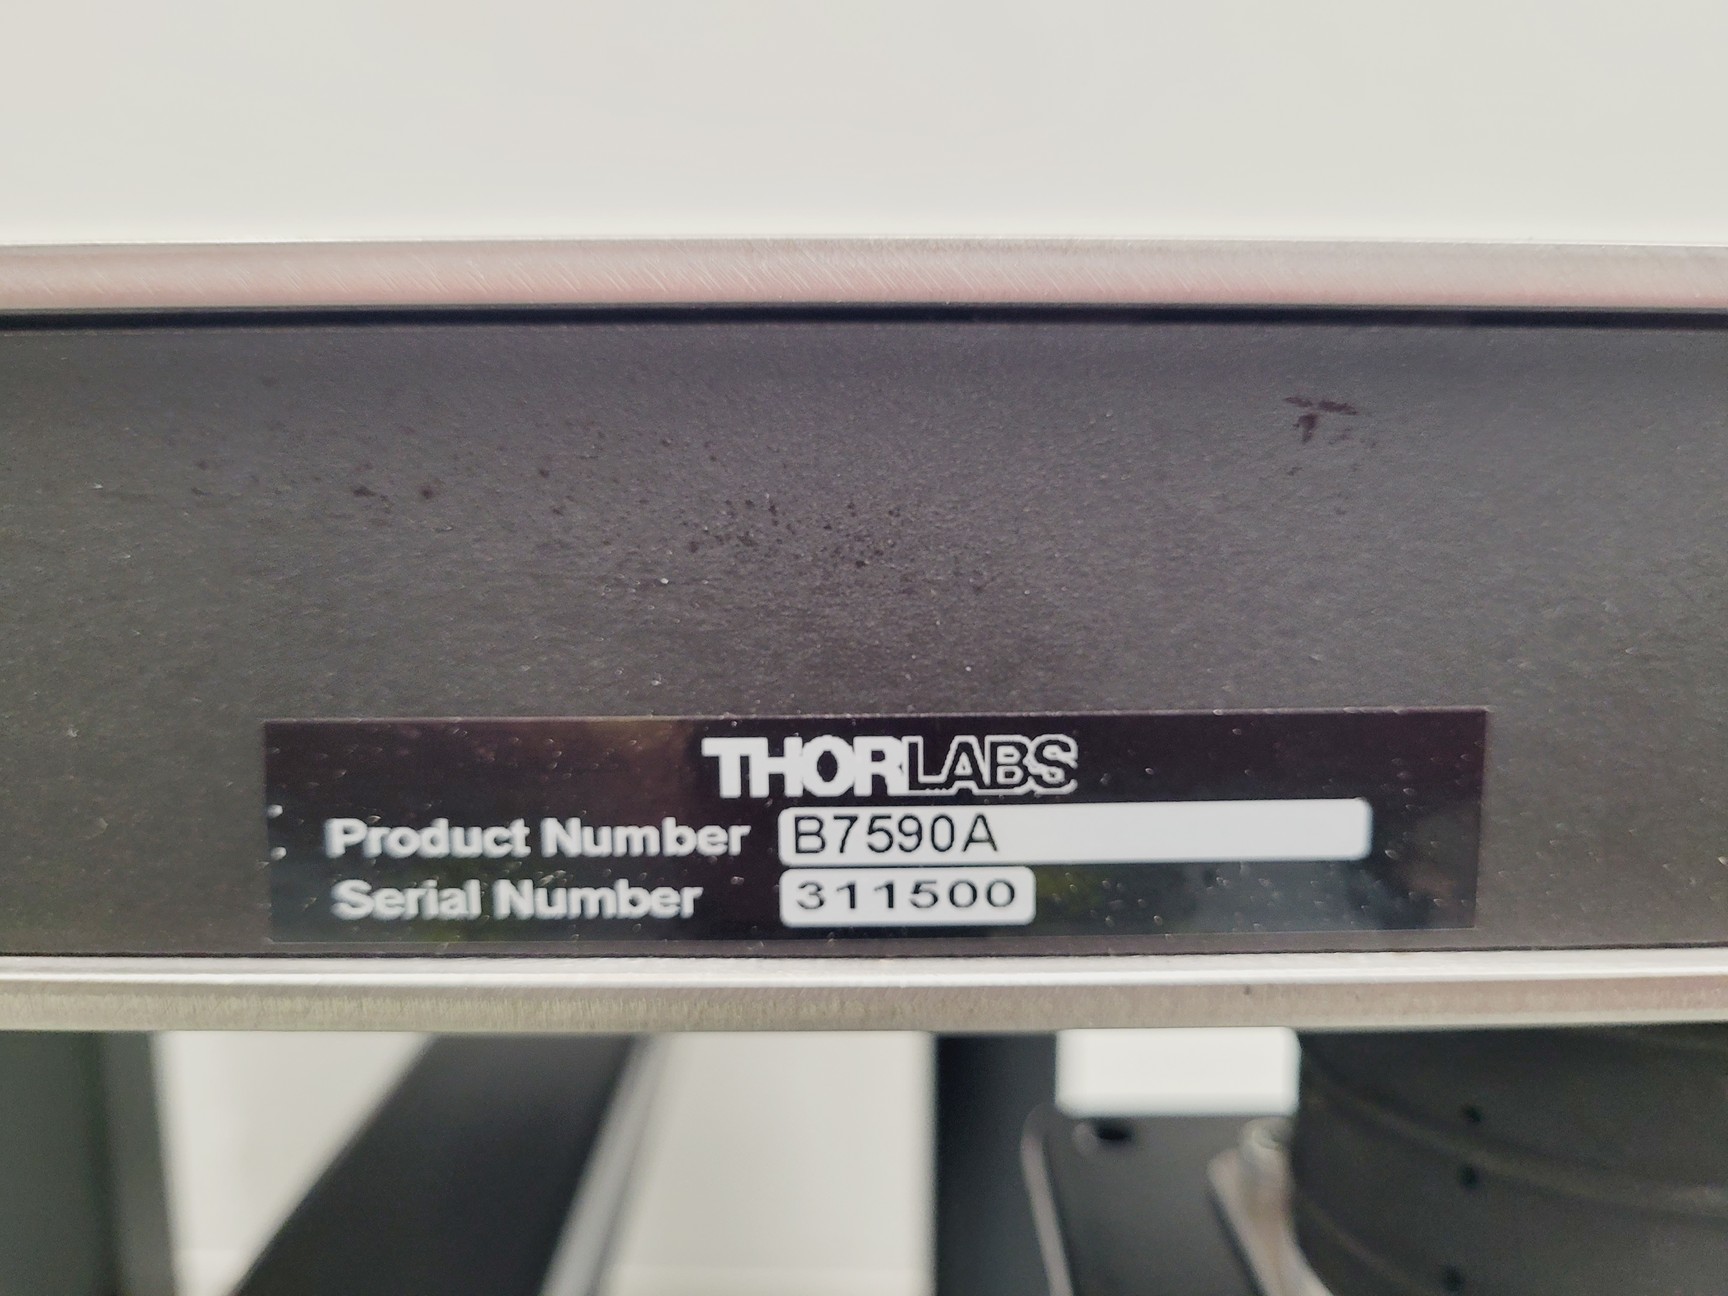 THORLABS
Product Number B7590A
Serial Number 311500